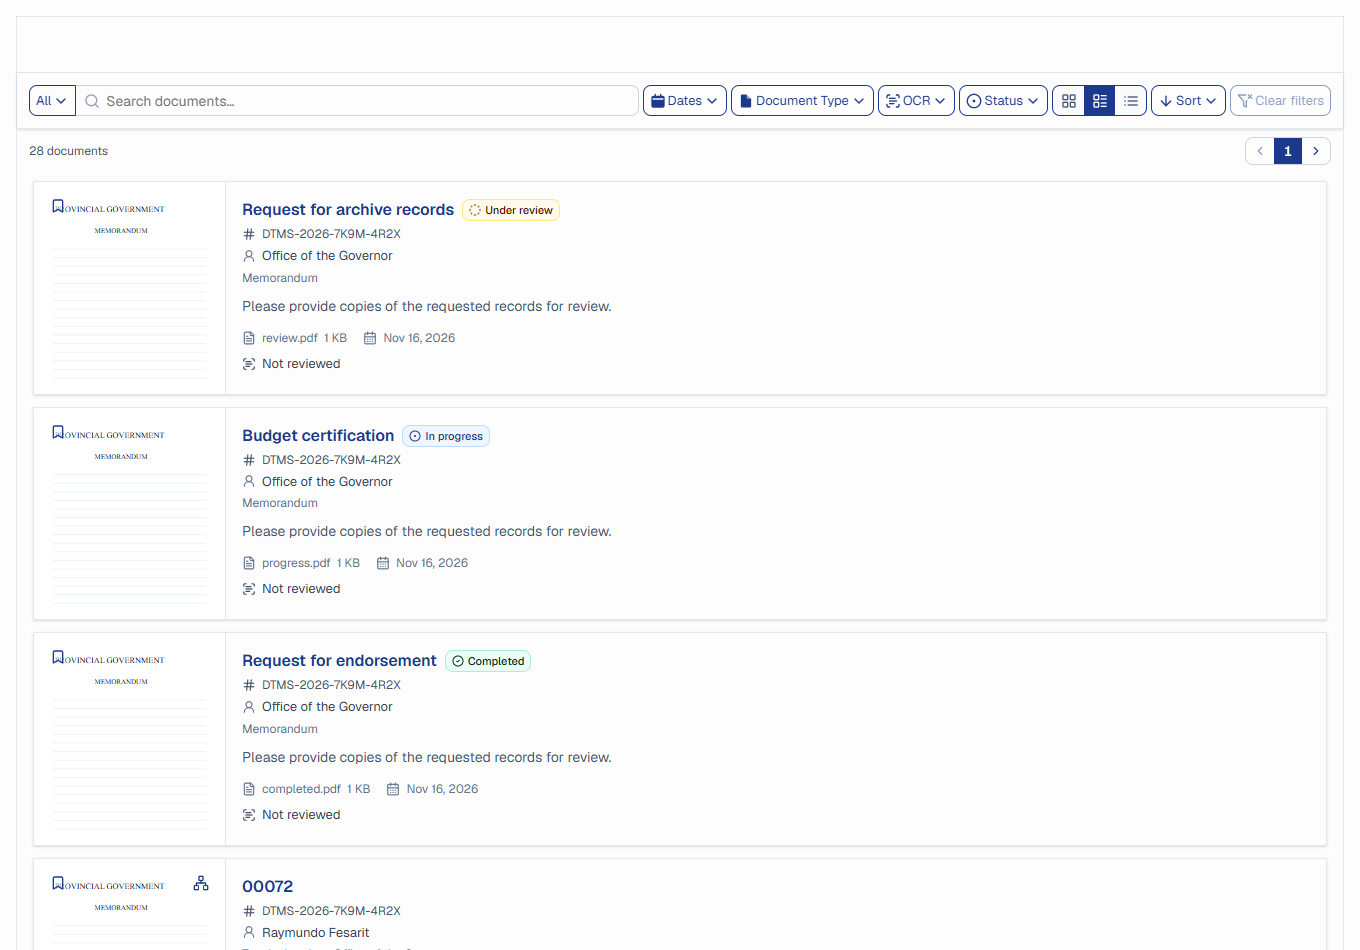 All
Search documents...
Dates
Document Type
OCR
Status
Sort
Clear filters
28 documents
1
PROVINCIAL GOVERNMENT
MEMORANDUM
Request for archive records
Under review
DTMS-2026-7K9M-4R2X
Office of the Governor
Memorandum
Please provide copies of the requested records for review.
review.pdf 1 KB Nov 16, 2026
Not reviewed
PROVINCIAL GOVERNMENT
MEMORANDUM
Budget certification
In progress
DTMS-2026-7K9M-4R2X
Office of the Governor
Memorandum
Please provide copies of the requested records for review.
progress.pdf 1 KB Nov 16, 2026
Not reviewed
PROVINCIAL GOVERNMENT
MEMORANDUM
Request for endorsement
Completed
DTMS-2026-7K9M-4R2X
Office of the Governor
Memorandum
Please provide copies of the requested records for review.
completed.pdf 1 KB Nov 16, 2026
Not reviewed
PROVINCIAL GOVERNMENT
MEMORANDUM
00072
DTMS-2026-7K9M-4R2X
Raymundo Fesarit